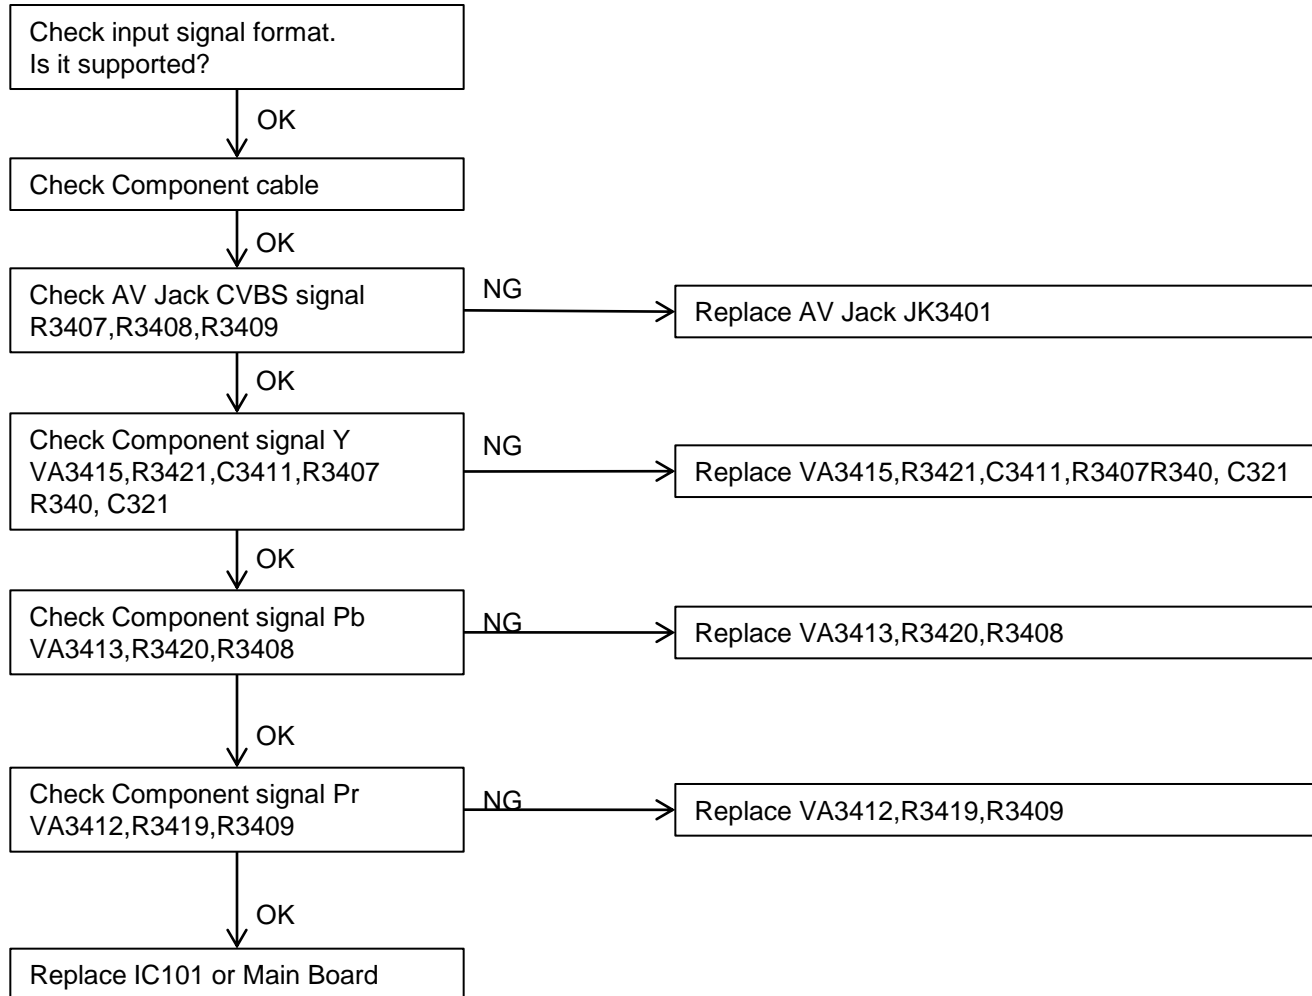 Check input signal format.
Is it supported?
OK
Check Component cable
OK
Check AV Jack CVBS signal
R3407,R3408,R3409
NG
Replace AV Jack JK3401
OK
Check Component signal Y
VA3415,R3421,C3411,R3407
R340, C321
NG
Replace VA3415,R3421,C3411,R3407R340, C321
OK
Check Component signal Pb
VA3413,R3420,R3408
NG
Replace VA3413,R3420,R3408
OK
Check Component signal Pr
VA3412,R3419,R3409
NG
Replace VA3412,R3419,R3409
OK
Replace IC101 or Main Board